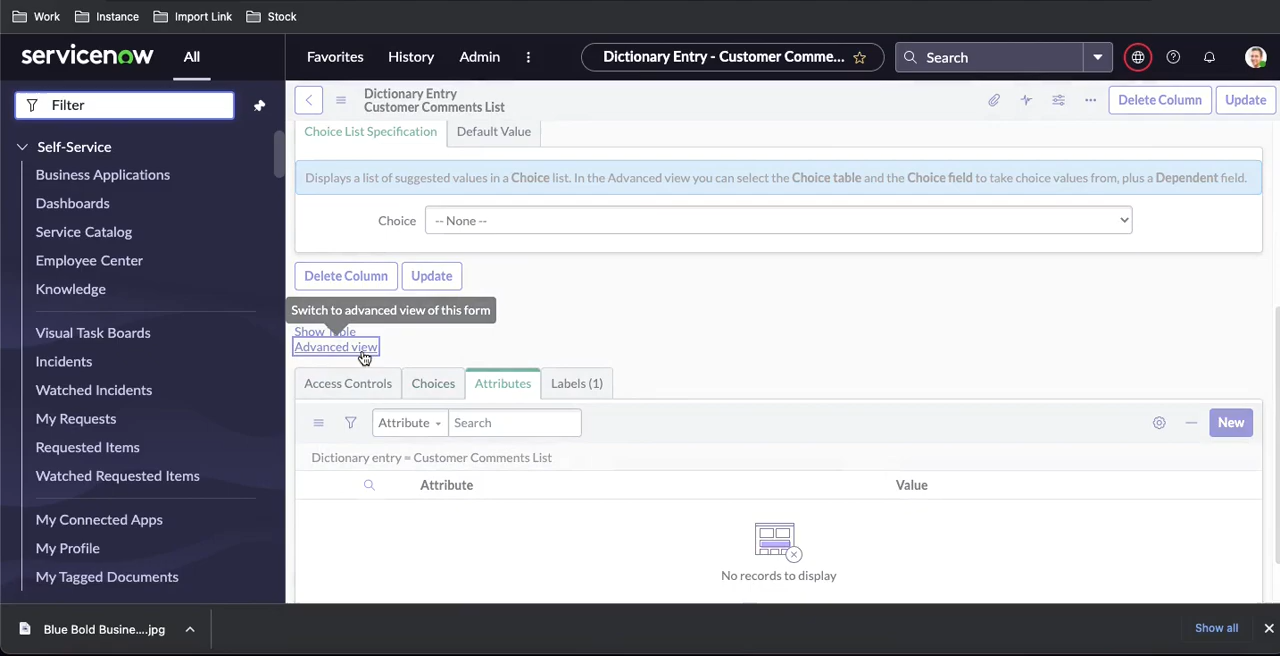 Work Instance Import Link Stock
servicenow All Favorites History Admin Dictionary Entry - Customer Comme... Search
Filter
Self-Service
Business Applications
Dashboards
Service Catalog
Employee Center
Knowledge
Visual Task Boards
Incidents
Watched Incidents
My Requests
Requested Items
Watched Requested Items
My Connected Apps
My Profile
My Tagged Documents
Dictionary Entry
Customer Comments List
Delete Column Update
Choice List Specification Default Value
Displays a list of suggested values in a Choice list. In the Advanced view you can select the Choice table and the Choice field to take choice values from, plus a Dependent field.
Choice -- None --
Delete Column Update
Switch to advanced view of this form
Show Table
Advanced view
Access Controls Choices Attributes Labels (1)
Attribute Search New
Dictionary entry = Customer Comments List
Attribute Value
No records to display
Blue Bold Busine....jpg Show all